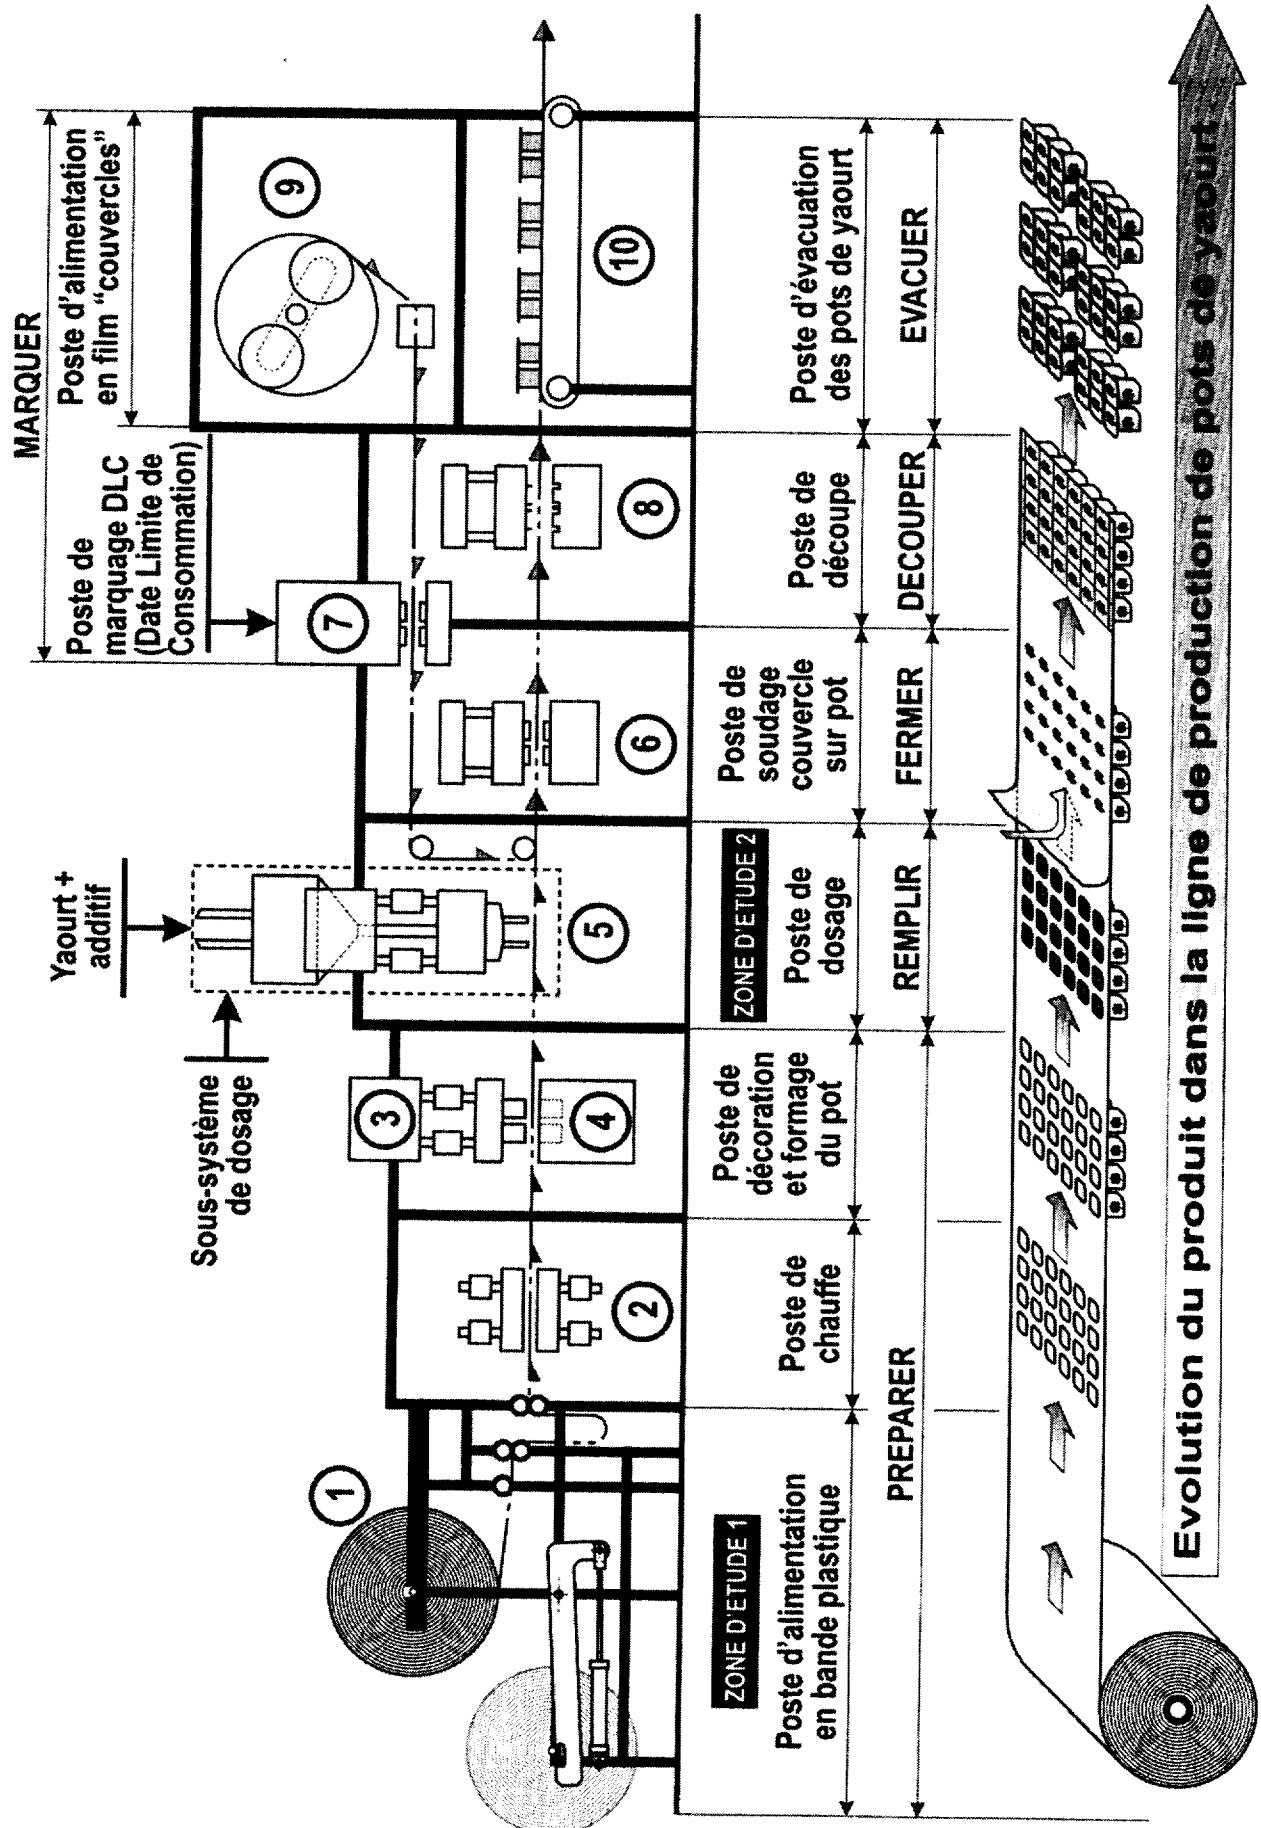 MARQUER
Poste d'alimentation
en film "couvercles"
Poste de
marquage DLC
(Date Limite de
Consommation)
Yaourt +
additif
Sous-système
de dosage
1
2
3
4
5
6
7
8
9
10
ZONE D'ETUDE 1
Poste d'alimentation
en bande plastique
Poste de
chauffe
Poste de
décoration
et formage
du pot
ZONE D'ETUDE 2
Poste de
dosage
Poste de
soudage
couvercle
sur pot
Poste de
découpe
Poste d'évacuation
des pots de yaourt
PREPARER
REMPLIR
FERMER
DECOUPER
EVACUER
Evolution du produit dans la ligne de production de pots de yaourt